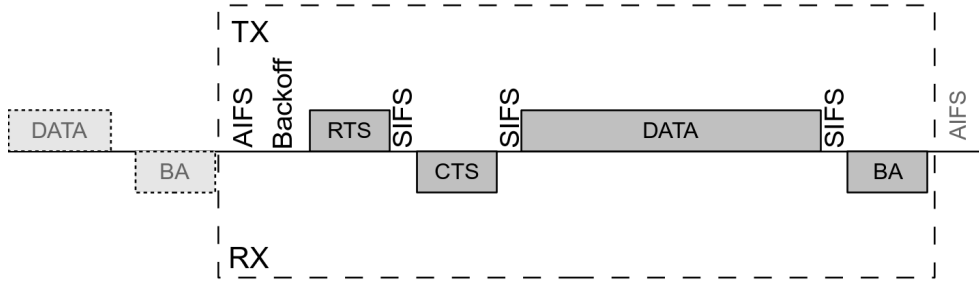 TX
AIFS
Backoff
SIFS
SIFS
SIFS
AIFS
DATA
RTS
DATA
BA
CTS
BA
RX